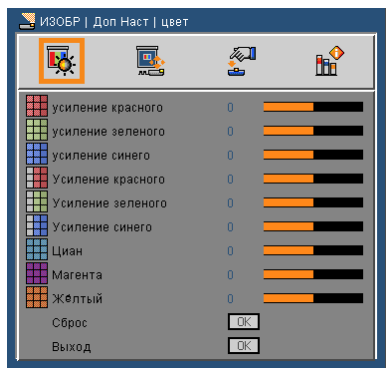 ИЗОБР | Доп Наст | цвет
усиление красного 0
усиление зеленого 0
усиление синего 0
Усиление красного 0
Усиление зеленого 0
Усиление синего 0
Циан 0
Магента 0
Жёлтый 0
Сброс OK
Выход OK